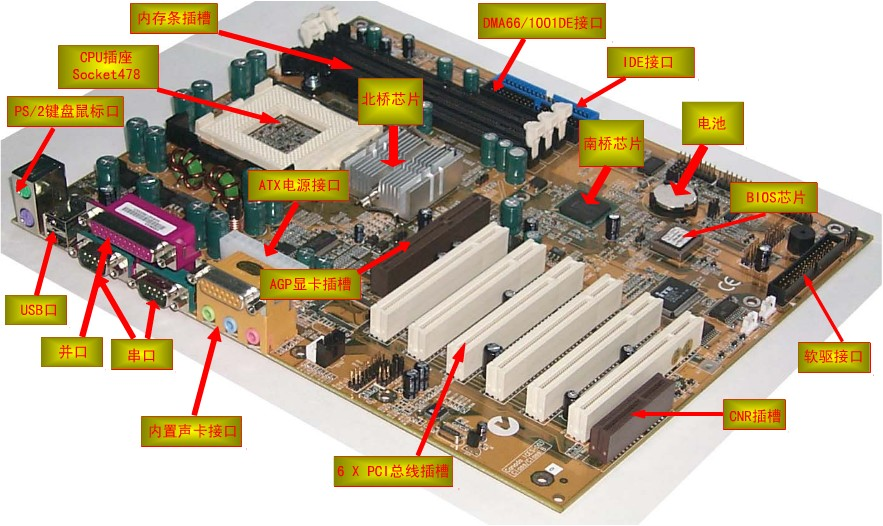 内存条插槽
DMA66/100IDE接口
CPU插座
Socket478
IDE接口
PS/2键盘鼠标口
北桥芯片
电池
南桥芯片
ATX电源接口
BIOS芯片
AGP显卡插槽
USB口
并口
串口
软驱接口
内置声卡接口
CNR插槽
6 X PCI总线插槽
CE